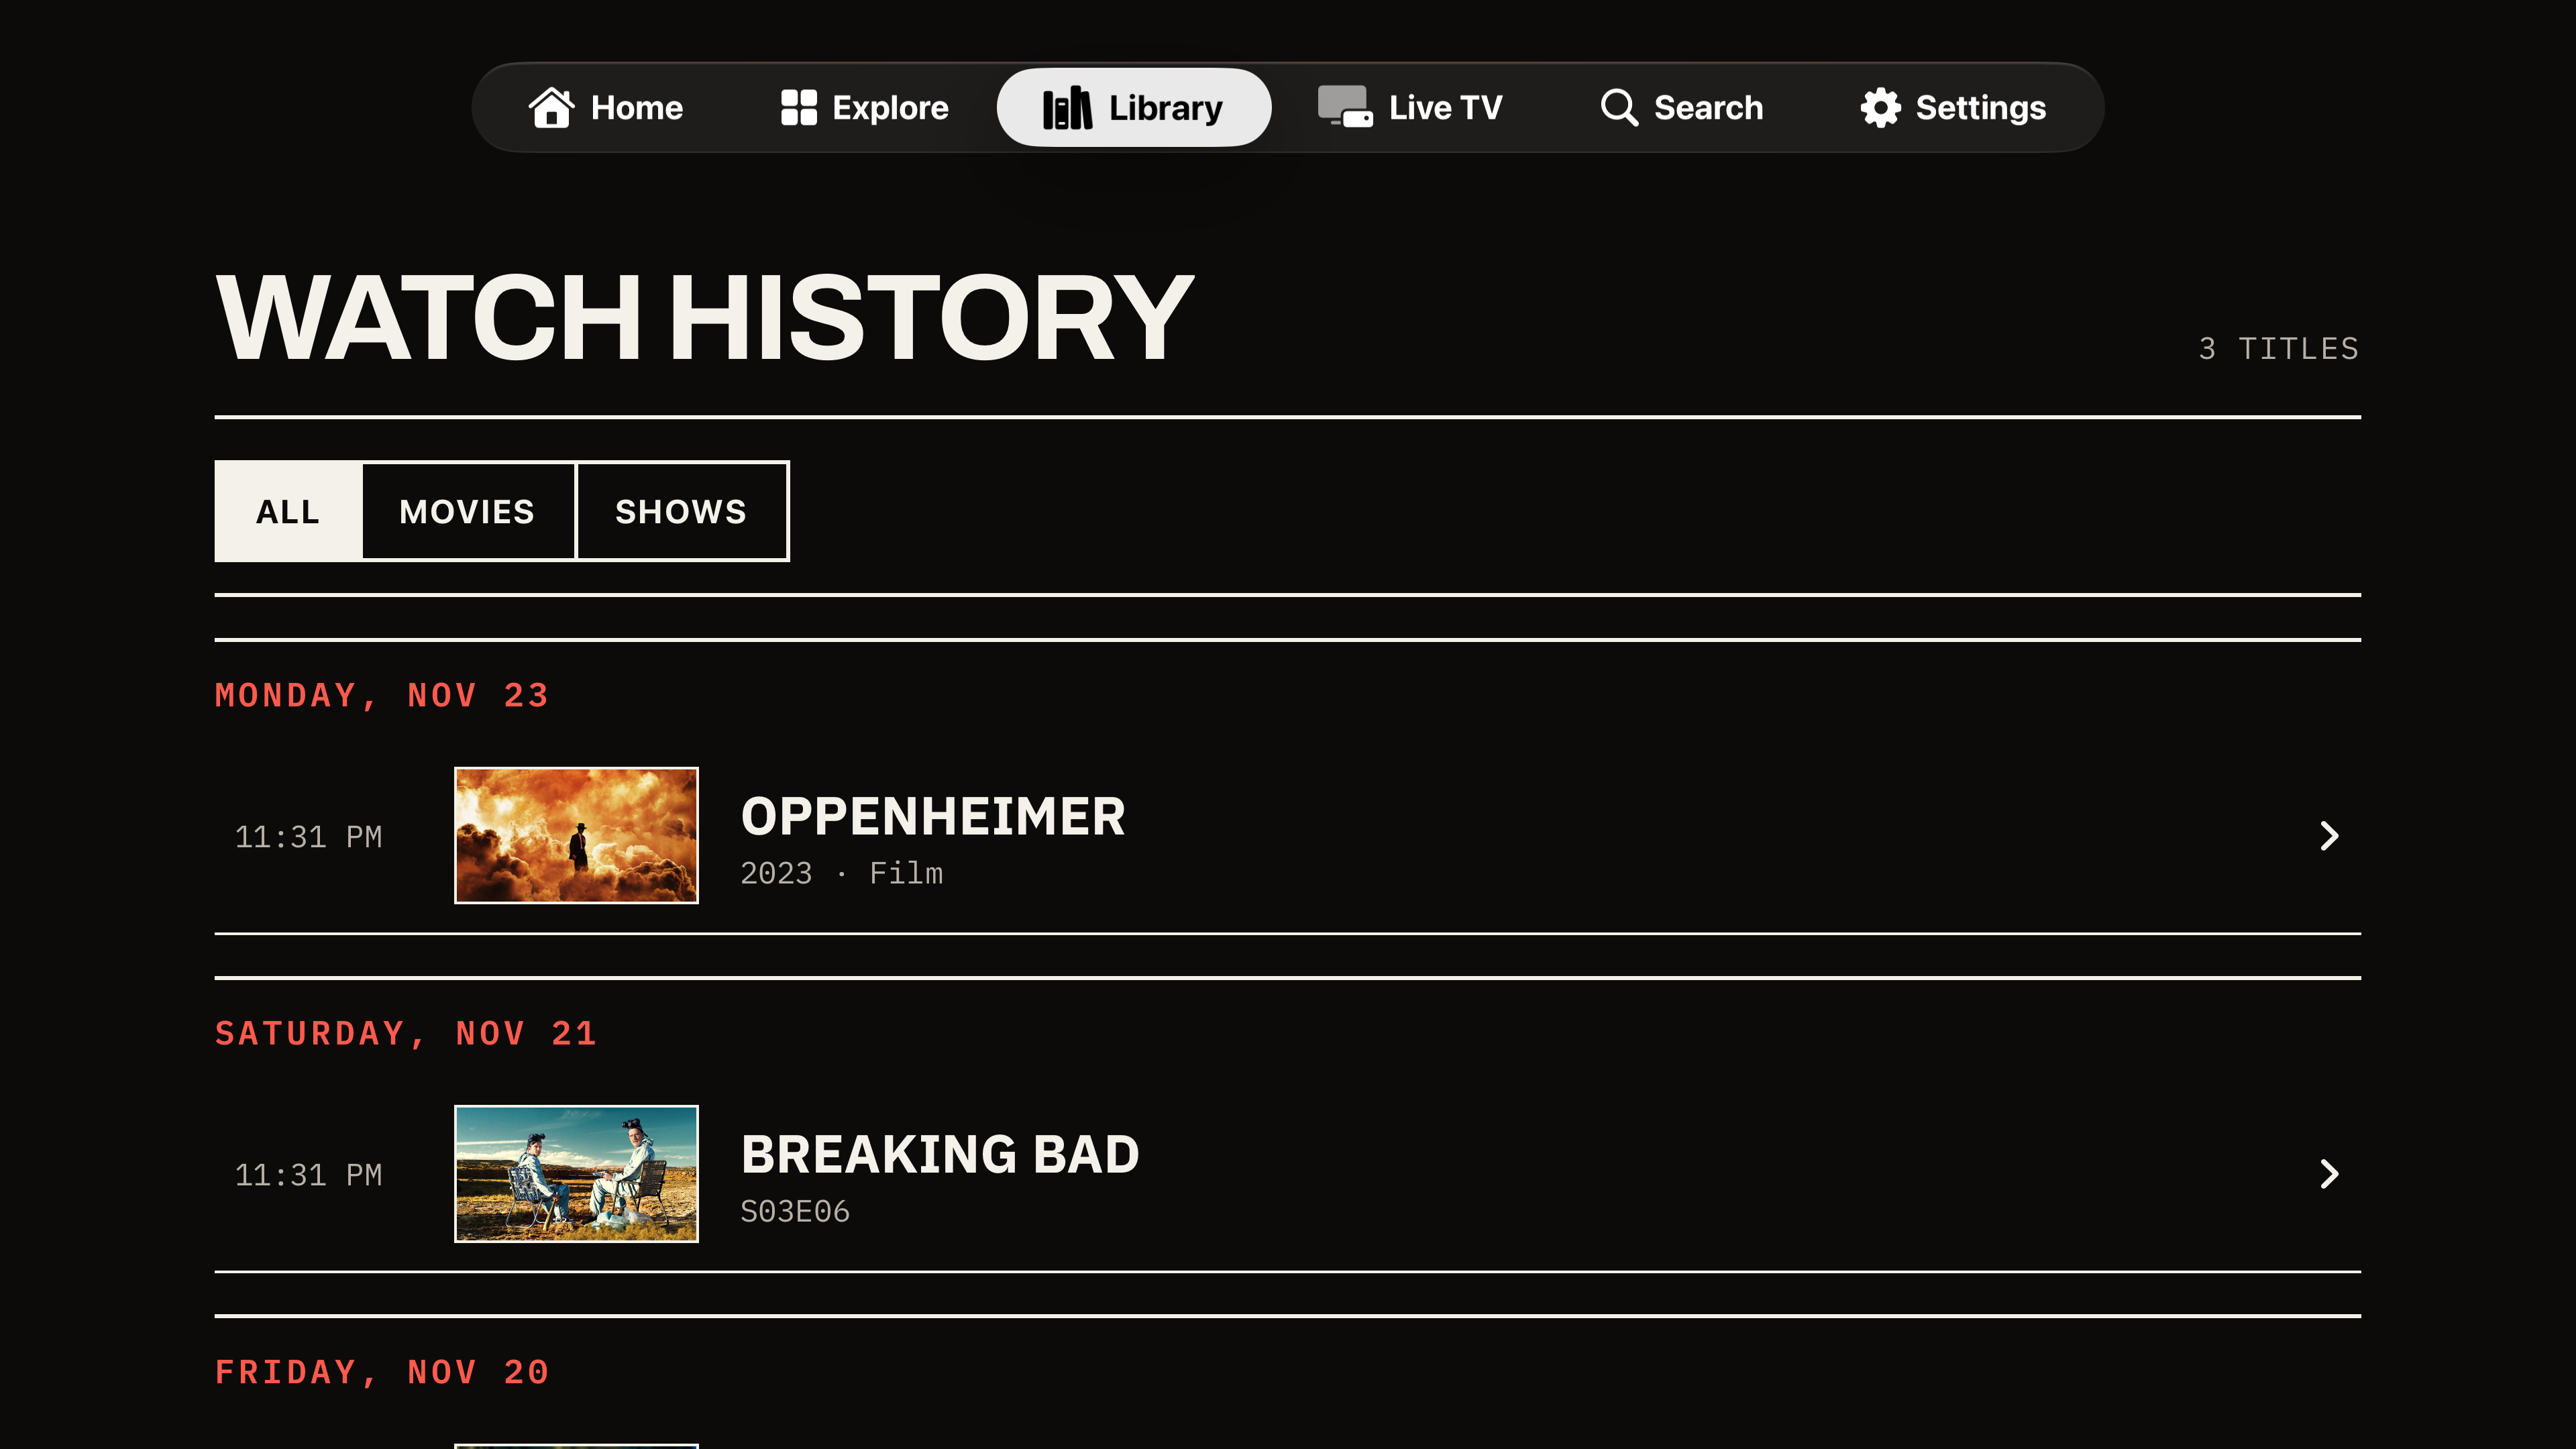 Home Explore Library Live TV Search Settings
WATCH HISTORY
3 TITLES
ALL MOVIES SHOWS
MONDAY, NOV 23
11:31 PM
OPPENHEIMER
2023 · Film
SATURDAY, NOV 21
11:31 PM
BREAKING BAD
S03E06
FRIDAY, NOV 20